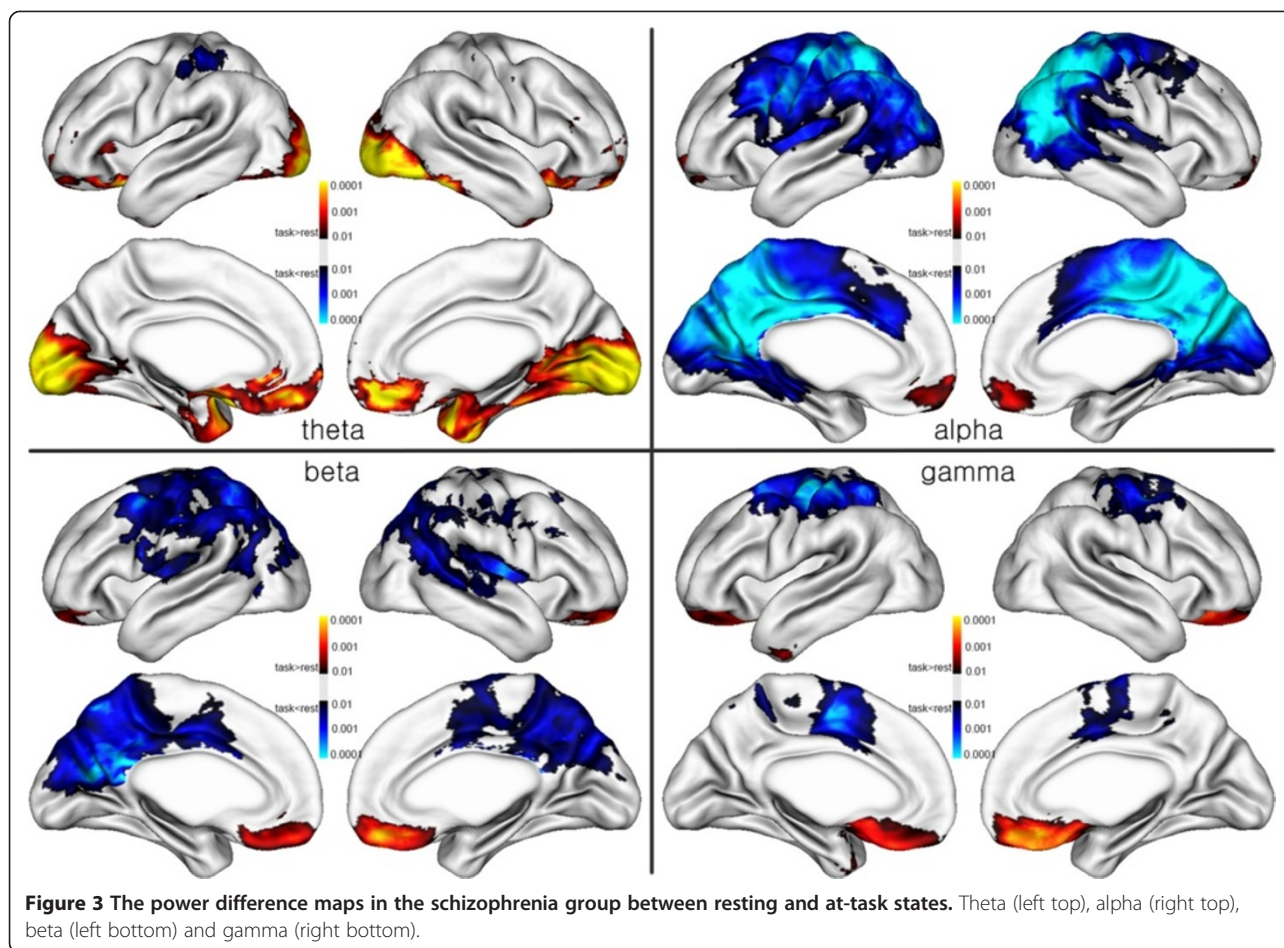 0.0001
0.001
task>rest
0.01
0.01
task<rest
0.001
0.0001
theta
0.0001
0.001
task>rest
0.01
0.01
task<rest
0.001
0.0001
alpha
beta
0.0001
0.001
task>rest
0.01
0.01
task<rest
0.001
0.0001
gamma
0.0001
0.001
task>rest
0.01
0.01
task<rest
0.001
0.0001
Figure 3 The power difference maps in the schizophrenia group between resting and at-task states. Theta (left top), alpha (right top),
beta (left bottom) and gamma (right bottom).